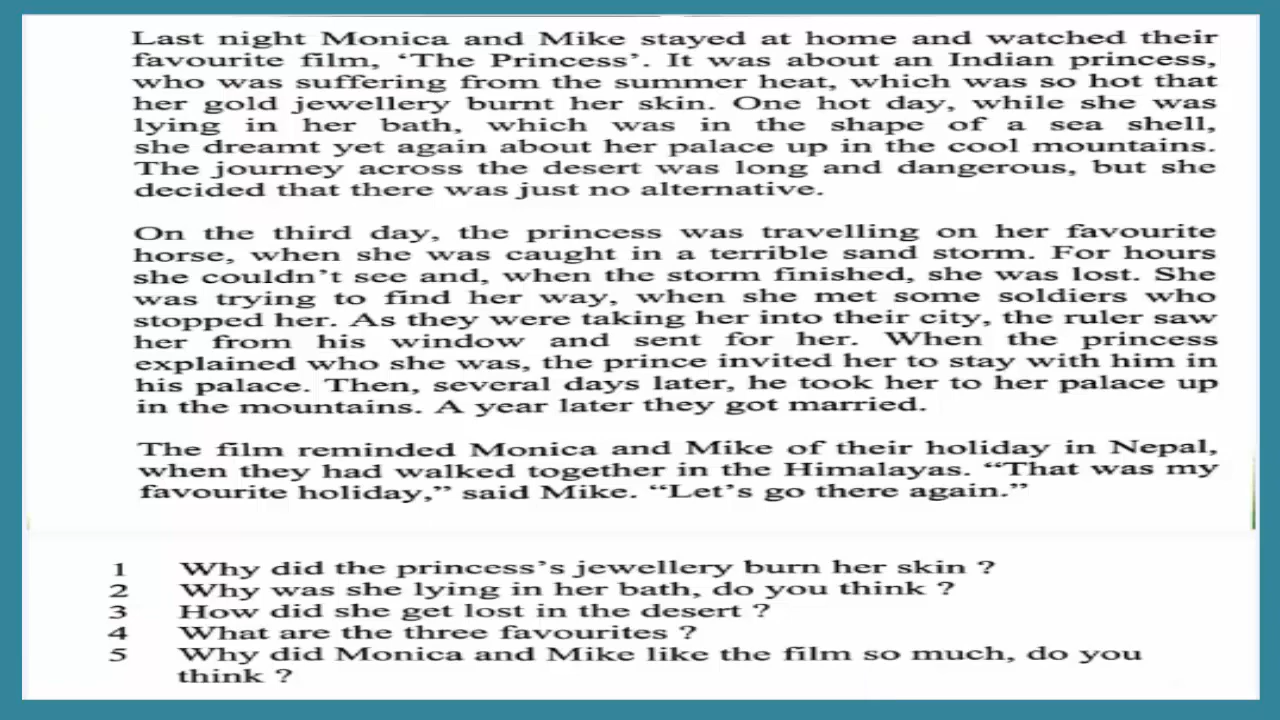 Last night Monica and Mike stayed at home and watched their
favourite film, ‘The Princess’. It was about an Indian princess,
who was suffering from the summer heat, which was so hot that
her gold jewellery burnt her skin. One hot day, while she was
lying in her bath, which was in the shape of a sea shell,
she dreamt yet again about her palace up in the cool mountains.
The journey across the desert was long and dangerous, but she
decided that there was just no alternative.
On the third day, the princess was travelling on her favourite
horse, when she was caught in a terrible sand storm. For hours
she couldn’t see and, when the storm finished, she was lost. She
was trying to find her way, when she met some soldiers who
stopped her. As they were taking her into their city, the ruler saw
her from his window and sent for her. When the princess
explained who she was, the prince invited her to stay with him in
his palace. Then, several days later, he took her to her palace up
in the mountains. A year later they got married.
The film reminded Monica and Mike of their holiday in Nepal,
when they had walked together in the Himalayas. “That was my
favourite holiday,” said Mike. “Let’s go there again.”
1 Why did the princess’s jewellery burn her skin ?
2 Why was she lying in her bath, do you think ?
3 How did she get lost in the desert ?
4 What are the three favourites ?
5 Why did Monica and Mike like the film so much, do you
think ?